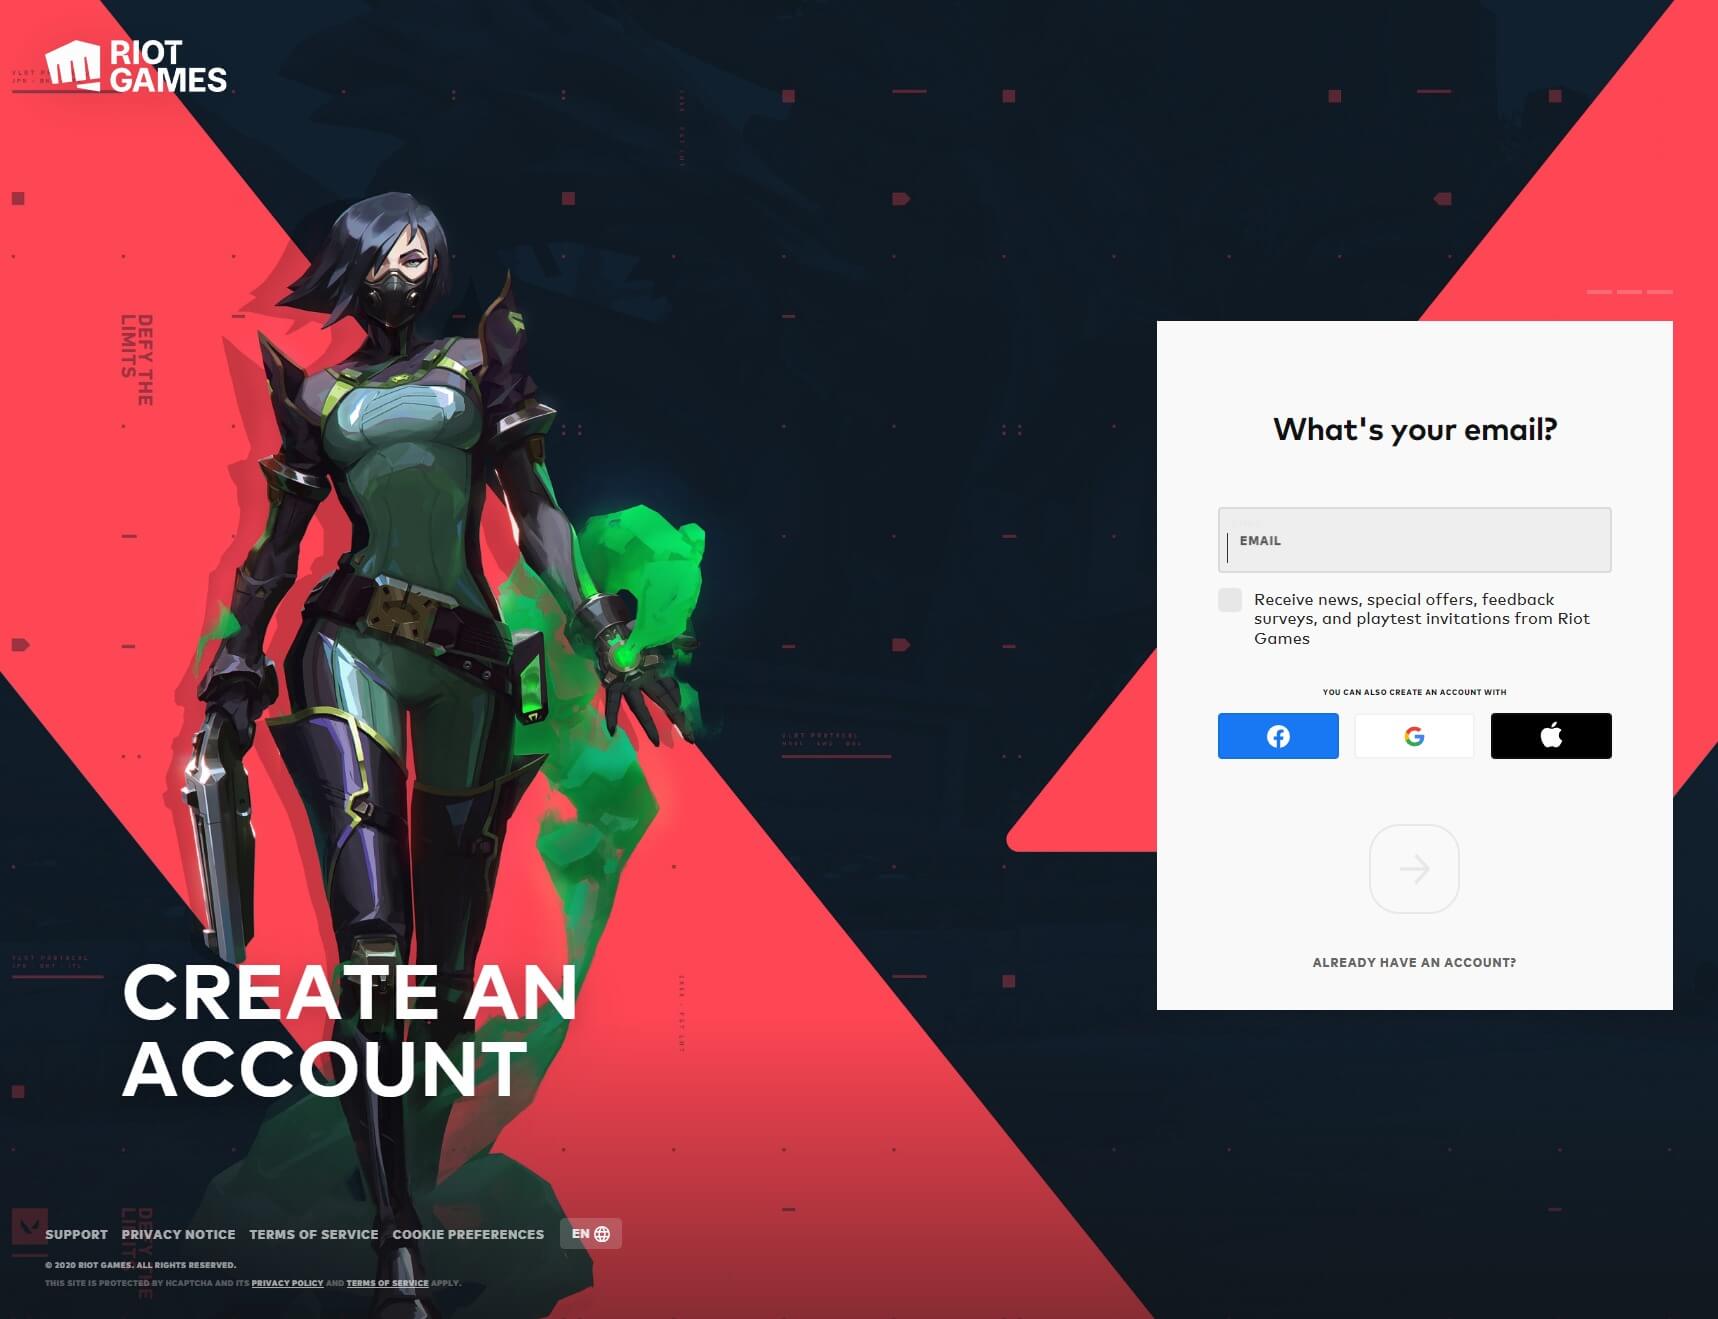 RIOT
GAMES
DEFY THE
LIMITS
What's your email?
EMAIL
Receive news, special offers, feedback
surveys, and playtest invitations from Riot
Games
YOU CAN ALSO CREATE AN ACCOUNT WITH
ALREADY HAVE AN ACCOUNT?
CREATE AN
ACCOUNT
SUPPORT PRIVACY NOTICE TERMS OF SERVICE COOKIE PREFERENCES EN
© 2020 RIOT GAMES. ALL RIGHTS RESERVED.
THIS SITE IS PROTECTED BY HCAPTCHA AND ITS PRIVACY POLICY AND TERMS OF SERVICE APPLY.